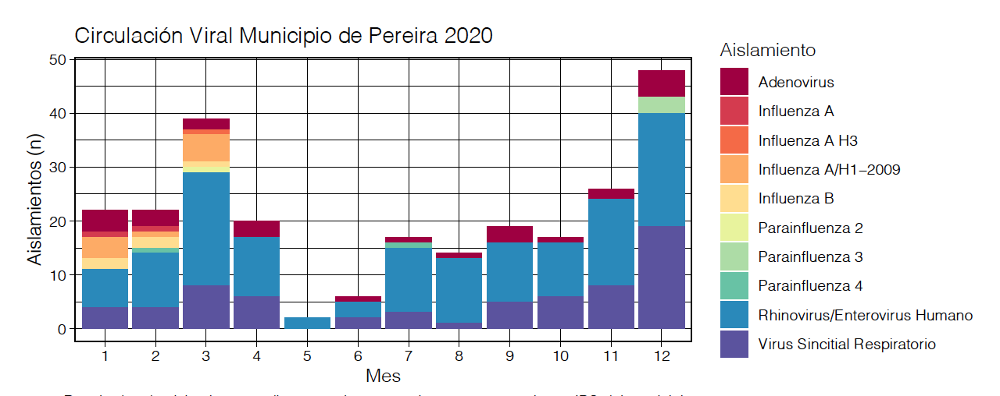 Circulación Viral Municipio de Pereira 2020
Aislamientos (n)
50
40
30
20
10
0
1 2 3 4 5 6 7 8 9 10 11 12
Mes
Aislamiento
Adenovirus
Influenza A
Influenza A H3
Influenza A/H1−2009
Influenza B
Parainfluenza 2
Parainfluenza 3
Parainfluenza 4
Rhinovirus/Enterovirus Humano
Virus Sincitial Respiratorio